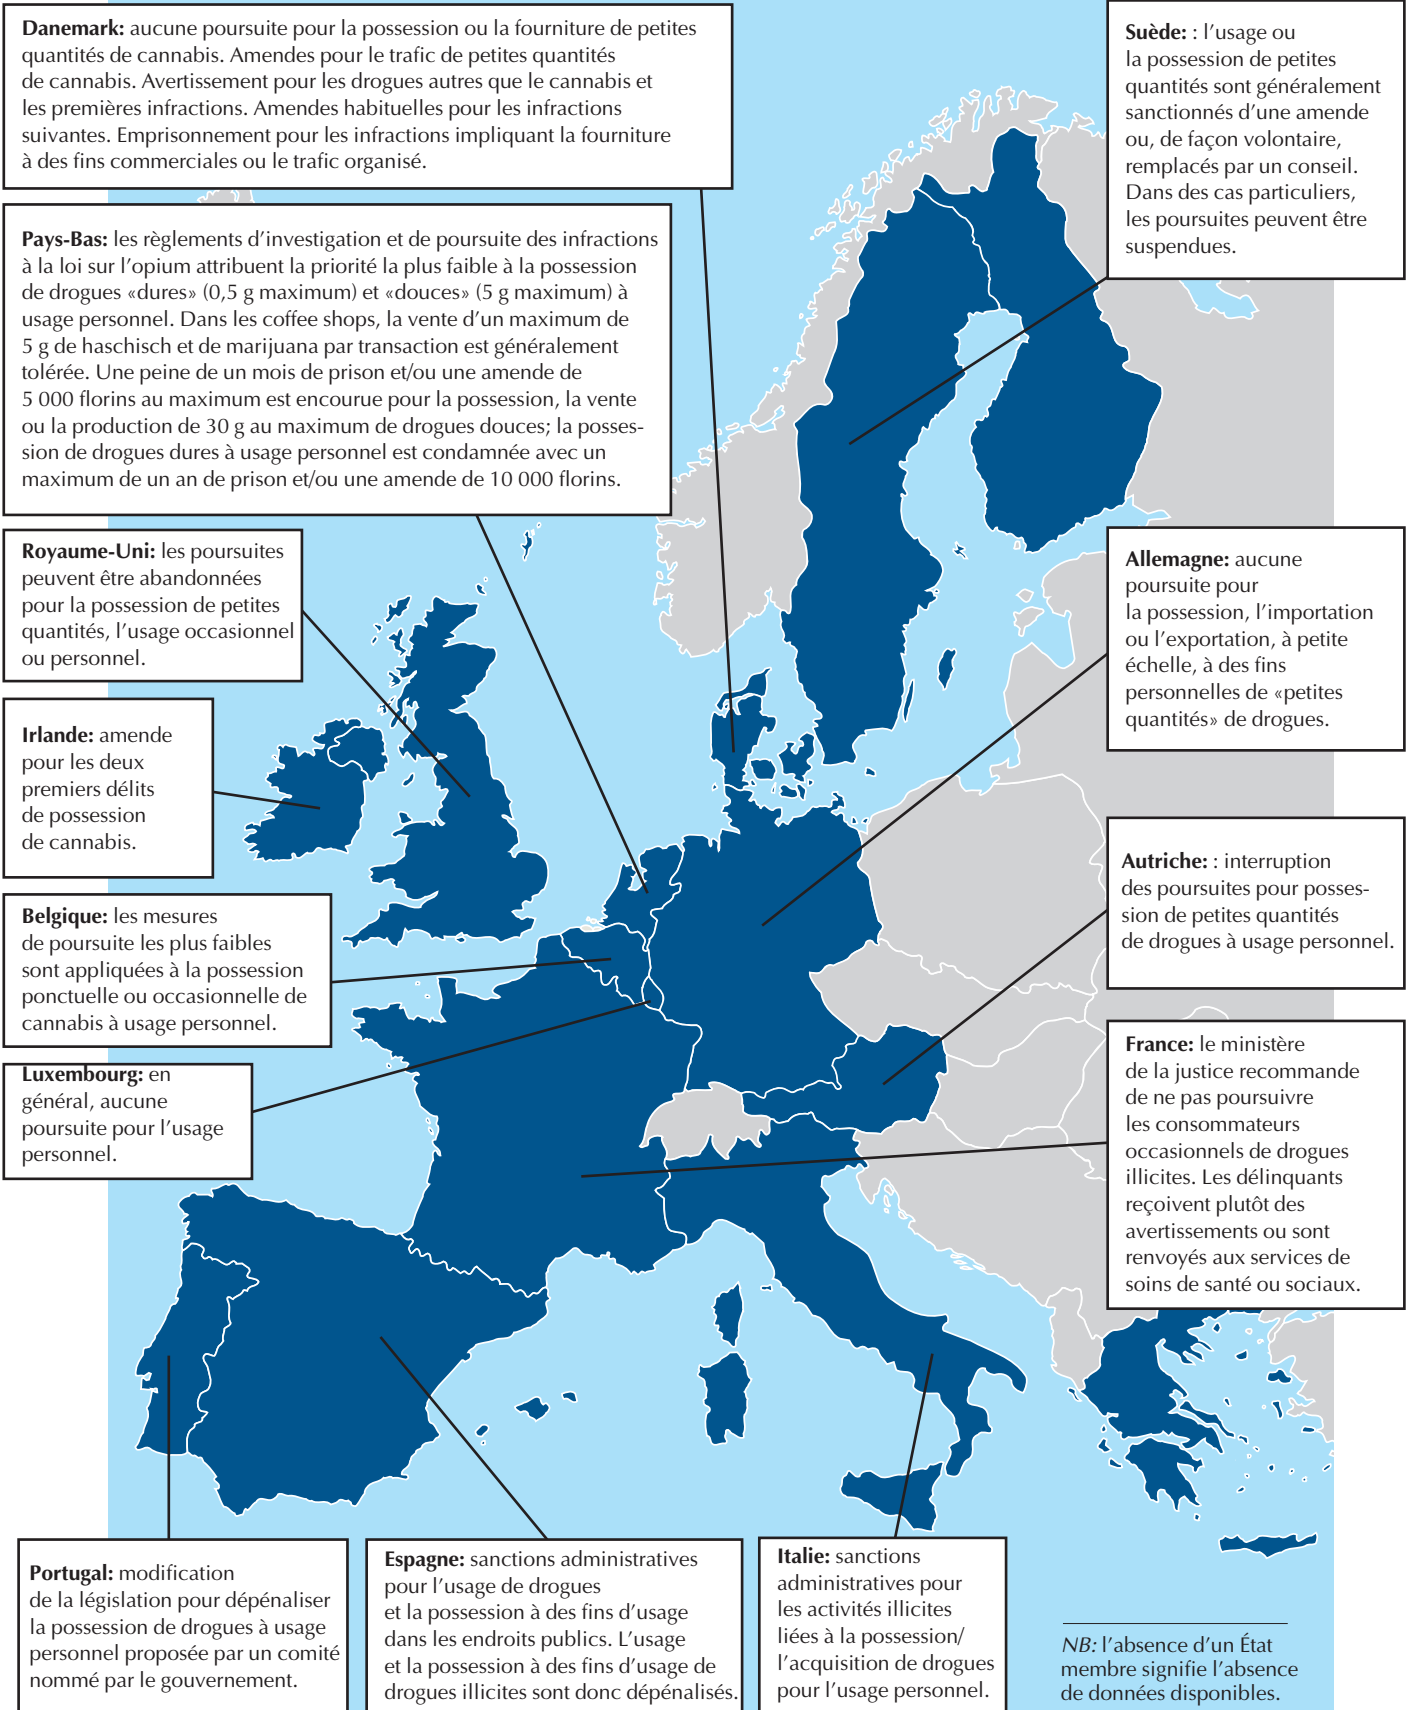 Danemark: aucune poursuite pour la possession ou la fourniture de petites
quantités de cannabis. Amendes pour le trafic de petites quantités
de cannabis. Avertissement pour les drogues autres que le cannabis et
les premières infractions. Amendes habituelles pour les infractions
suivantes. Emprisonnement pour les infractions impliquant la fourniture
à des fins commerciales ou le trafic organisé.
Suède: : l'usage ou
la possession de petites
quantités sont généralement
sanctionnés d'une amende
ou, de façon volontaire,
remplacés par un conseil.
Dans des cas particuliers,
les poursuites peuvent être
suspendues.
Pays-Bas: les règlements d'investigation et de poursuite des infractions
à la loi sur l'opium attribuent la priorité la plus faible à la possession
de drogues «dures» (0,5 g maximum) et «douces» (5 g maximum) à
usage personnel. Dans les coffee shops, la vente d'un maximum de
5 g de haschisch et de marijuana par transaction est généralement
tolérée. Une peine de un mois de prison et/ou une amende de
5 000 florins au maximum est encourue pour la possession, la vente
ou la production de 30 g au maximum de drogues douces; la posses-
sion de drogues dures à usage personnel est condamnée avec un
maximum de un an de prison et/ou une amende de 10 000 florins.
Royaume-Uni: les poursuites
peuvent être abandonnées
pour la possession de petites
quantités, l'usage occasionnel
ou personnel.
Allemagne: aucune
poursuite pour
la possession, l'importation
ou l'exportation, à petite
échelle, à des fins
personnelles de «petites
quantités» de drogues.
Irlande: amende
pour les deux
premiers délits
de possession
de cannabis.
Autriche: : interruption
des poursuites pour posses-
sion de petites quantités
de drogues à usage personnel.
Belgique: les mesures
de poursuite les plus faibles
sont appliquées à la possession
ponctuelle ou occasionnelle de
cannabis à usage personnel.
France: le ministère
de la justice recommande
de ne pas poursuivre
les consommateurs
occasionnels de drogues
illicites. Les délinquants
reçoivent plutôt des
avertissements ou sont
renvoyés aux services de
soins de santé ou sociaux.
Luxembourg: en
général, aucune
poursuite pour l'usage
personnel.
Portugal: modification
de la législation pour dépénaliser
la possession de drogues à usage
personnel proposée par un comité
nommé par le gouvernement.
Espagne: sanctions administratives
pour l'usage de drogues
et la possession à des fins d'usage
dans les endroits publics. L'usage
et la possession à des fins d'usage de
drogues illicites sont donc dépénalisés.
Italie: sanctions
administratives pour
les activités illicites
liées à la possession/
l'acquisition de drogues
pour l'usage personnel.
NB: l'absence d'un État
membre signifie l'absence
de données disponibles.